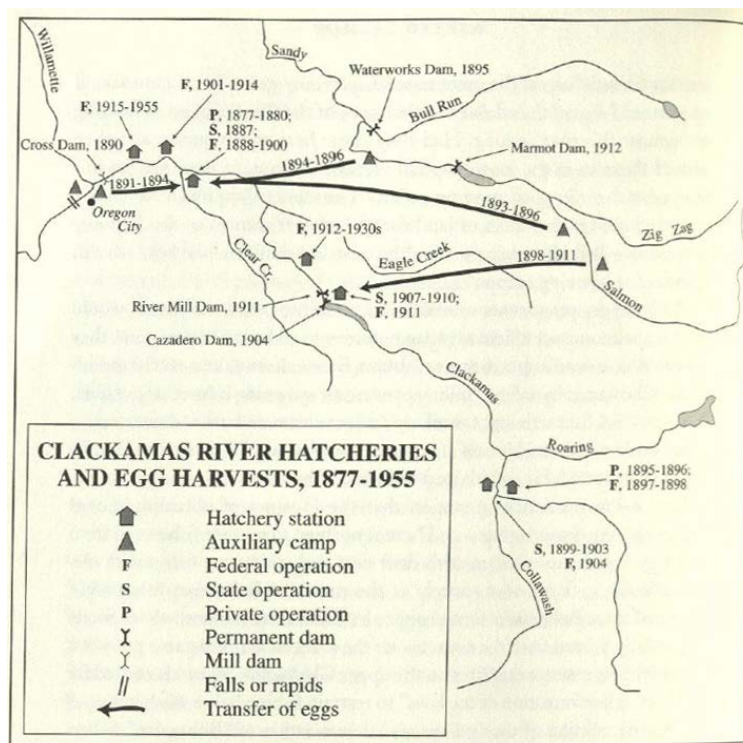 Willamette
Sandy
Waterworks Dam, 1895
Bull Run
F, 1901-1914
F, 1915-1955
P, 1877-1880;
S, 1887;
F, 1888-1900
Cross Dam, 1890
Marmot Dam, 1912
1894-1896
1891-1894
Oregon
City
1893-1896
Zig Zag
F, 1912-1930s
Clear Cr.
Eagle Creek
1898-1911
Salmon
River Mill Dam, 1911
S, 1907-1910;
F, 1911
Cazadero Dam, 1904
Clackamas
Roaring
P, 1895-1896;
F, 1897-1898
S, 1899-1903
F, 1904
Collawash
CLACKAMAS RIVER HATCHERIES
AND EGG HARVESTS, 1877-1955
Hatchery station
Auxiliary camp
Federal operation
S State operation
P Private operation
Permanent dam
Mill dam
Falls or rapids
Transfer of eggs